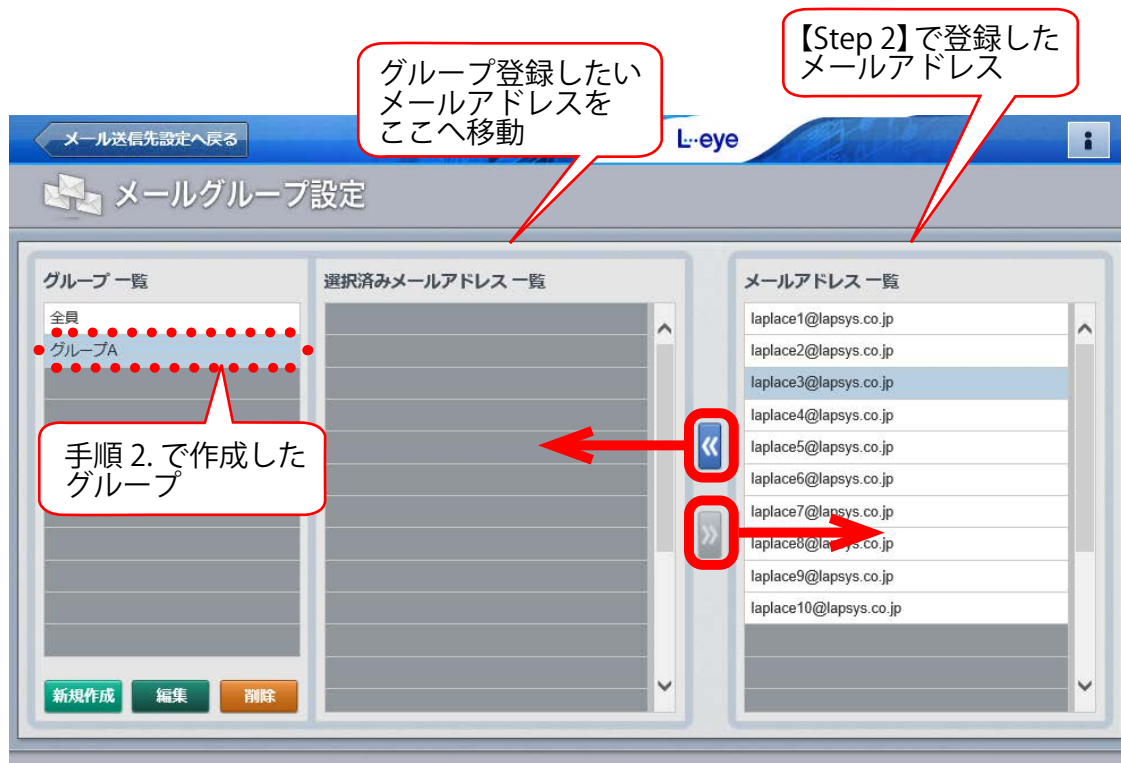 【Step 2】で登録した
メールアドレス
グループ登録したい
メールアドレスを
ここへ移動
メール送信先設定へ戻る
L··eye
i
メールグループ設定
グループ 一覧
選択済みメールアドレス 一覧
メールアドレス 一覧
全員
グループA
手順 2. で作成した
グループ
laplace1@lapsys.co.jp
laplace2@lapsys.co.jp
laplace3@lapsys.co.jp
laplace4@lapsys.co.jp
laplace5@lapsys.co.jp
laplace6@lapsys.co.jp
laplace7@lapsys.co.jp
laplace8@lapsys.co.jp
laplace9@lapsys.co.jp
laplace10@lapsys.co.jp
新規作成
編集
削除